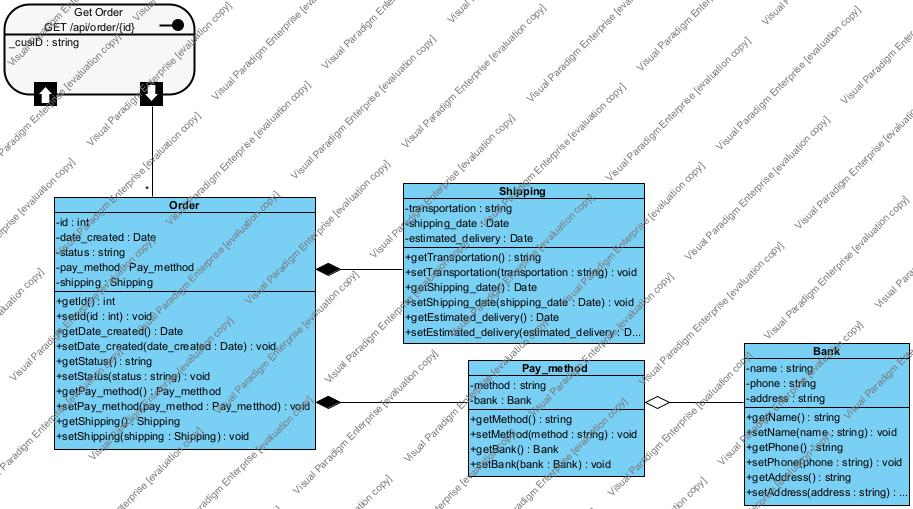 Get Order
GET /api/order/{id}
_cusID : string
*
Order
-id : int
-date_created : Date
-status : string
-pay_method : Pay_metthod
-shipping : Shipping
+getId() : int
+setId(id : int) : void
+getDate_created() : Date
+setDate_created(date_created : Date) : void
+getStatus() : string
+setStatus(status : string) : void
+getPay_method() : Pay_metthod
+setPay_method(pay_method : Pay_metthod) : void
+getShipping() : Shipping
+setShipping(shipping : Shipping) : void
Shipping
-transportation : string
-shipping_date : Date
-estimated_delivery : Date
+getTransportation() : string
+setTransportation(transportation : string) : void
+getShipping_date() : Date
+setShipping_date(shipping_date : Date) : void
+getEstimated_delivery() : Date
+setEstimated_delivery(estimated_delivery : D...
Pay_method
-method : string
-bank : Bank
+getMethod() : string
+setMethod(method : string) : void
+getBank() : Bank
+setBank(bank : Bank) : void
Bank
-name : string
-phone : string
-address : string
+getName() : string
+setName(name : string) : void
+getPhone() : string
+setPhone(phone : string) : void
+getAddress() : string
+setAddress(address : string) : ...
Visual Paradigm Enterprise [evaluation copy]